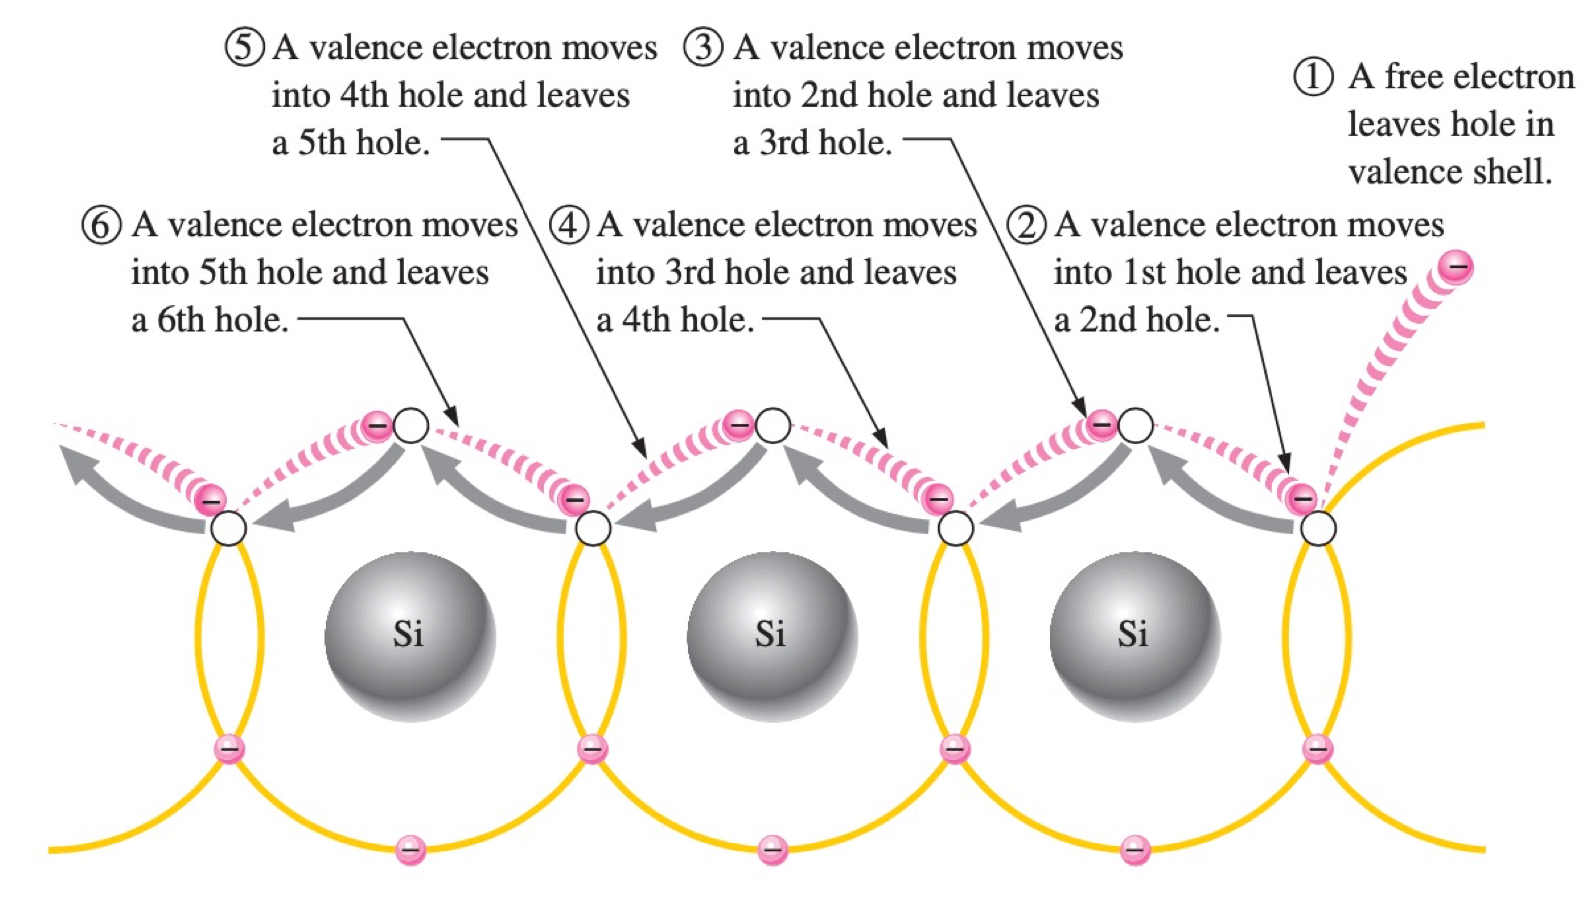 ⑤ A valence electron moves
into 4th hole and leaves
a 5th hole.
③ A valence electron moves
into 2nd hole and leaves
a 3rd hole.
① A free electron
leaves hole in
valence shell.
⑥ A valence electron moves
into 5th hole and leaves
a 6th hole.
④ A valence electron moves
into 3rd hole and leaves
a 4th hole.
② A valence electron moves
into 1st hole and leaves
a 2nd hole.
Si
Si
Si